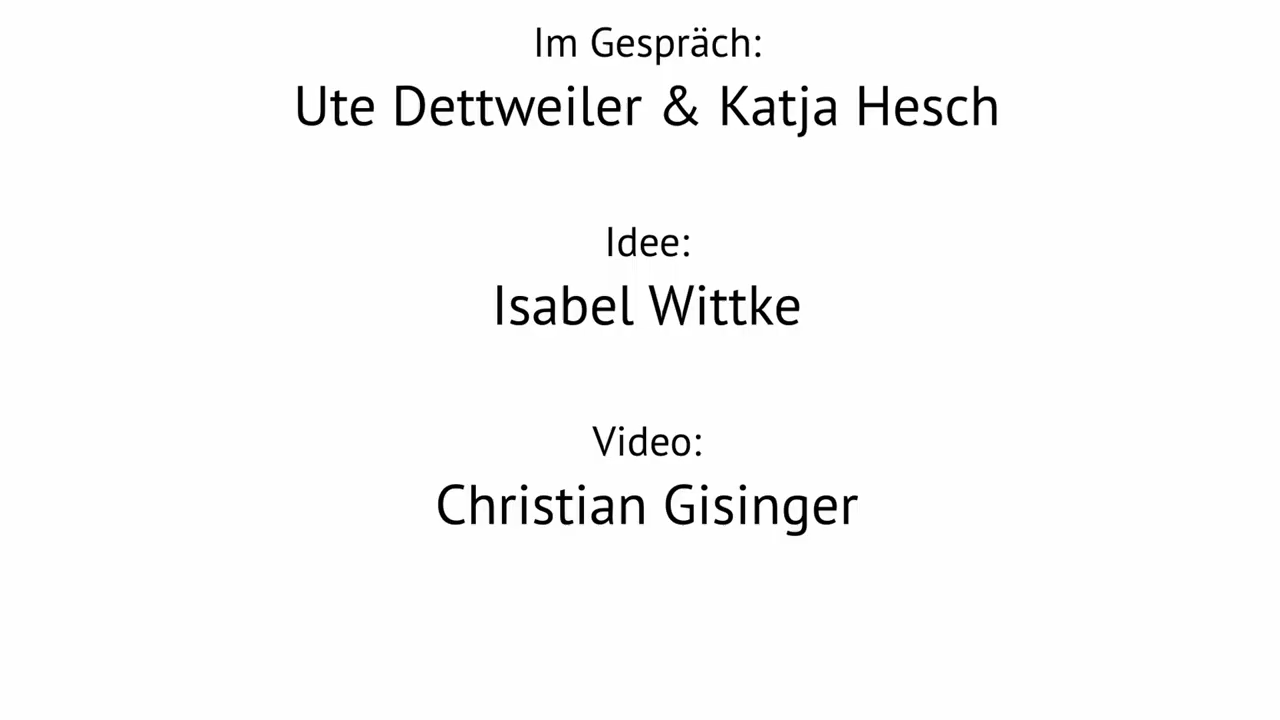 Im Gespräch:
Ute Dettweiler & Katja Hesch
Idee:
Isabel Wittke
Video:
Christian Gisinger